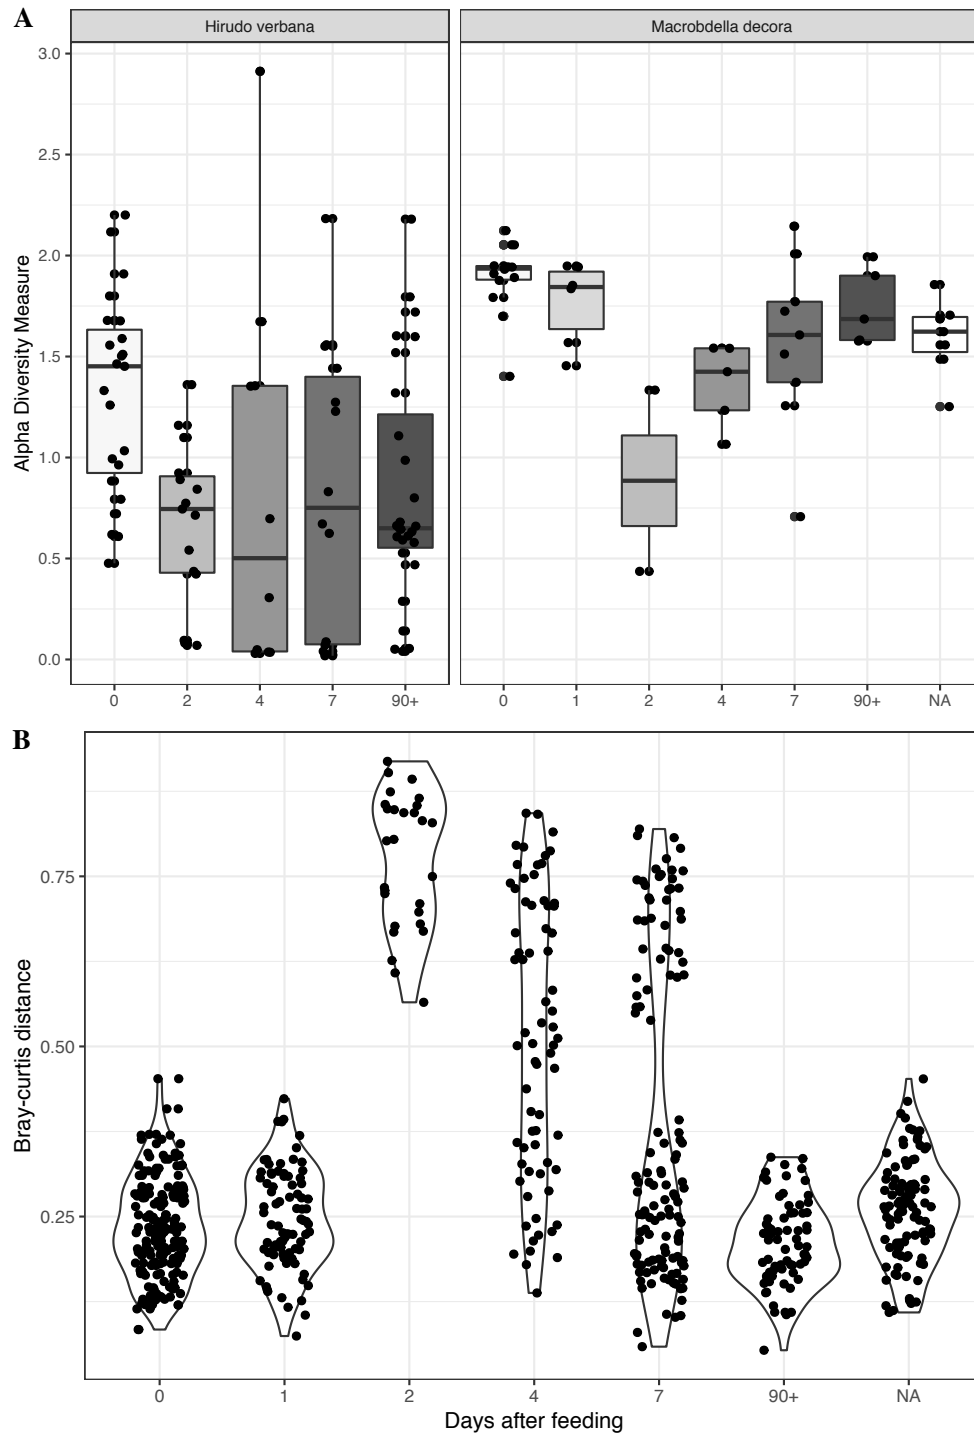 A
Hirudo verbana
Macrobdella decora
Alpha Diversity Measure
3.0
2.5
2.0
1.5
1.0
0.5
0.0
0 2 4 7 90+
0 1 2 4 7 90+ NA
B
Bray-curtis distance
0.75
0.50
0.25
0 1 2 4 7 90+ NA
Days after feeding